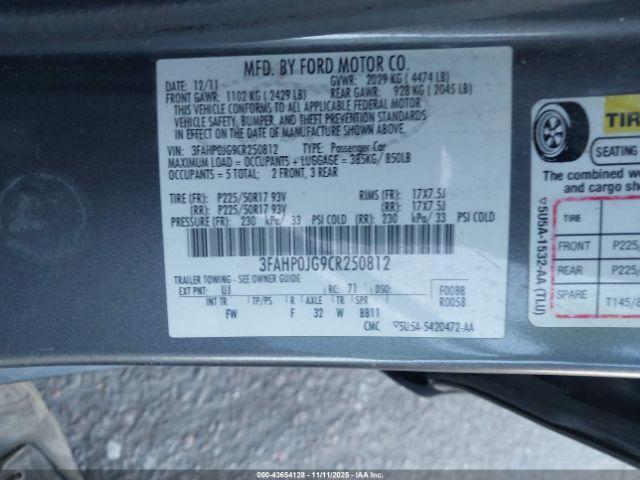 MFD. BY FORD MOTOR CO.
DATE: 12/11 GVWR: 2029 KG ( 4474 LB)
FRONT GAWR: 1102 KG ( 2429 LB) REAR GAWR: 928 KG ( 2045 LB)
THIS VEHICLE CONFORMS TO ALL APPLICABLE FEDERAL MOTOR
VEHICLE SAFETY, BUMPER, AND THEFT PREVENTION STANDARDS
IN EFFECT ON THE DATE OF MANUFACTURE SHOWN ABOVE.
VIN: 3FAHP0JG9CR250812 TYPE: Passenger Car
MAXIMUM LOAD = OCCUPANTS + LUGGAGE = 385KG/ 850LB
OCCUPANTS = 5 TOTAL; 2 FRONT, 3 REAR
TIRE (FR): P225/50R17 93V RIMS (FR): 17X7.5J
(RR): P225/50R17 93V (RR): 17X7.5J
PRESSURE (FR): 230 kPa/ 33 PSI COLD (RR): 230 kPa/ 33 PSI COLD
3FAHP0JG9CR250812
TRAILER TOWING - SEE OWNER GUIDE
EXT PNT: UJ RC: 71 DSO: F0088
R0058
INT TR TP/PS R AXLE TR SPR
FW F 32 W BB11
CMC ▽5U5A-5420472-AA
TIR
SEATING
The combined w
and cargo sh
TIRE
FRONT P225/
REAR P225/
SPARE T145/8
▽5U5A-1532-AA (TLU)
000-43654128 - 11/11/2025 - IAA Inc.